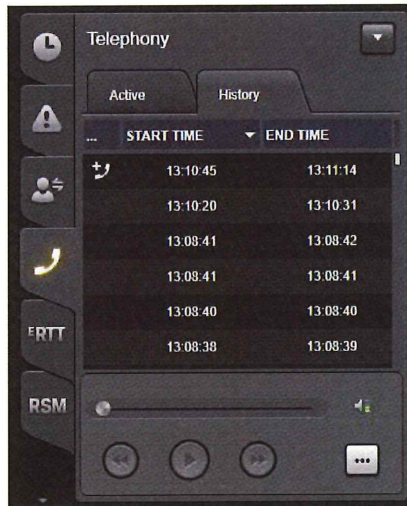 Telephony
Active History
... START TIME END TIME
13:10:45 13:11:14
13:10:20 13:10:31
13:08:41 13:08:42
13:08:41 13:08:41
13:08:40 13:08:40
13:08:38 13:08:39
ERTT
RSM
...